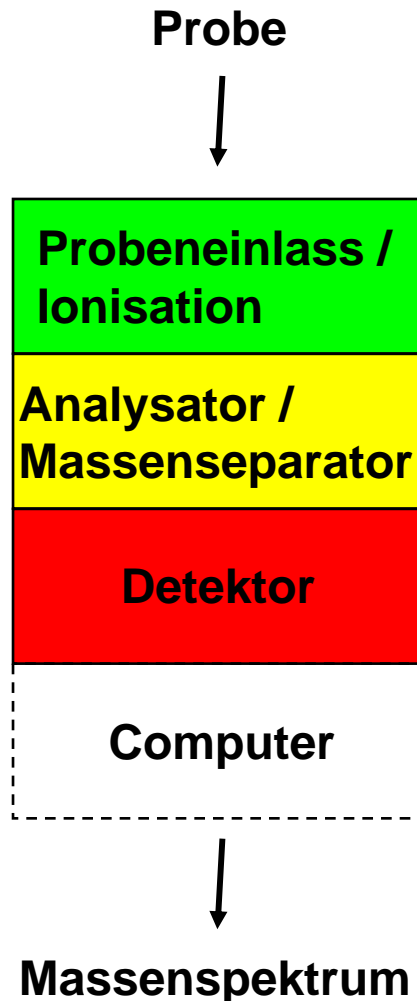 Probe
Probeneinlass /
Ionisation
Analysator /
Massenseparator
Detektor
Computer
Massenspektrum